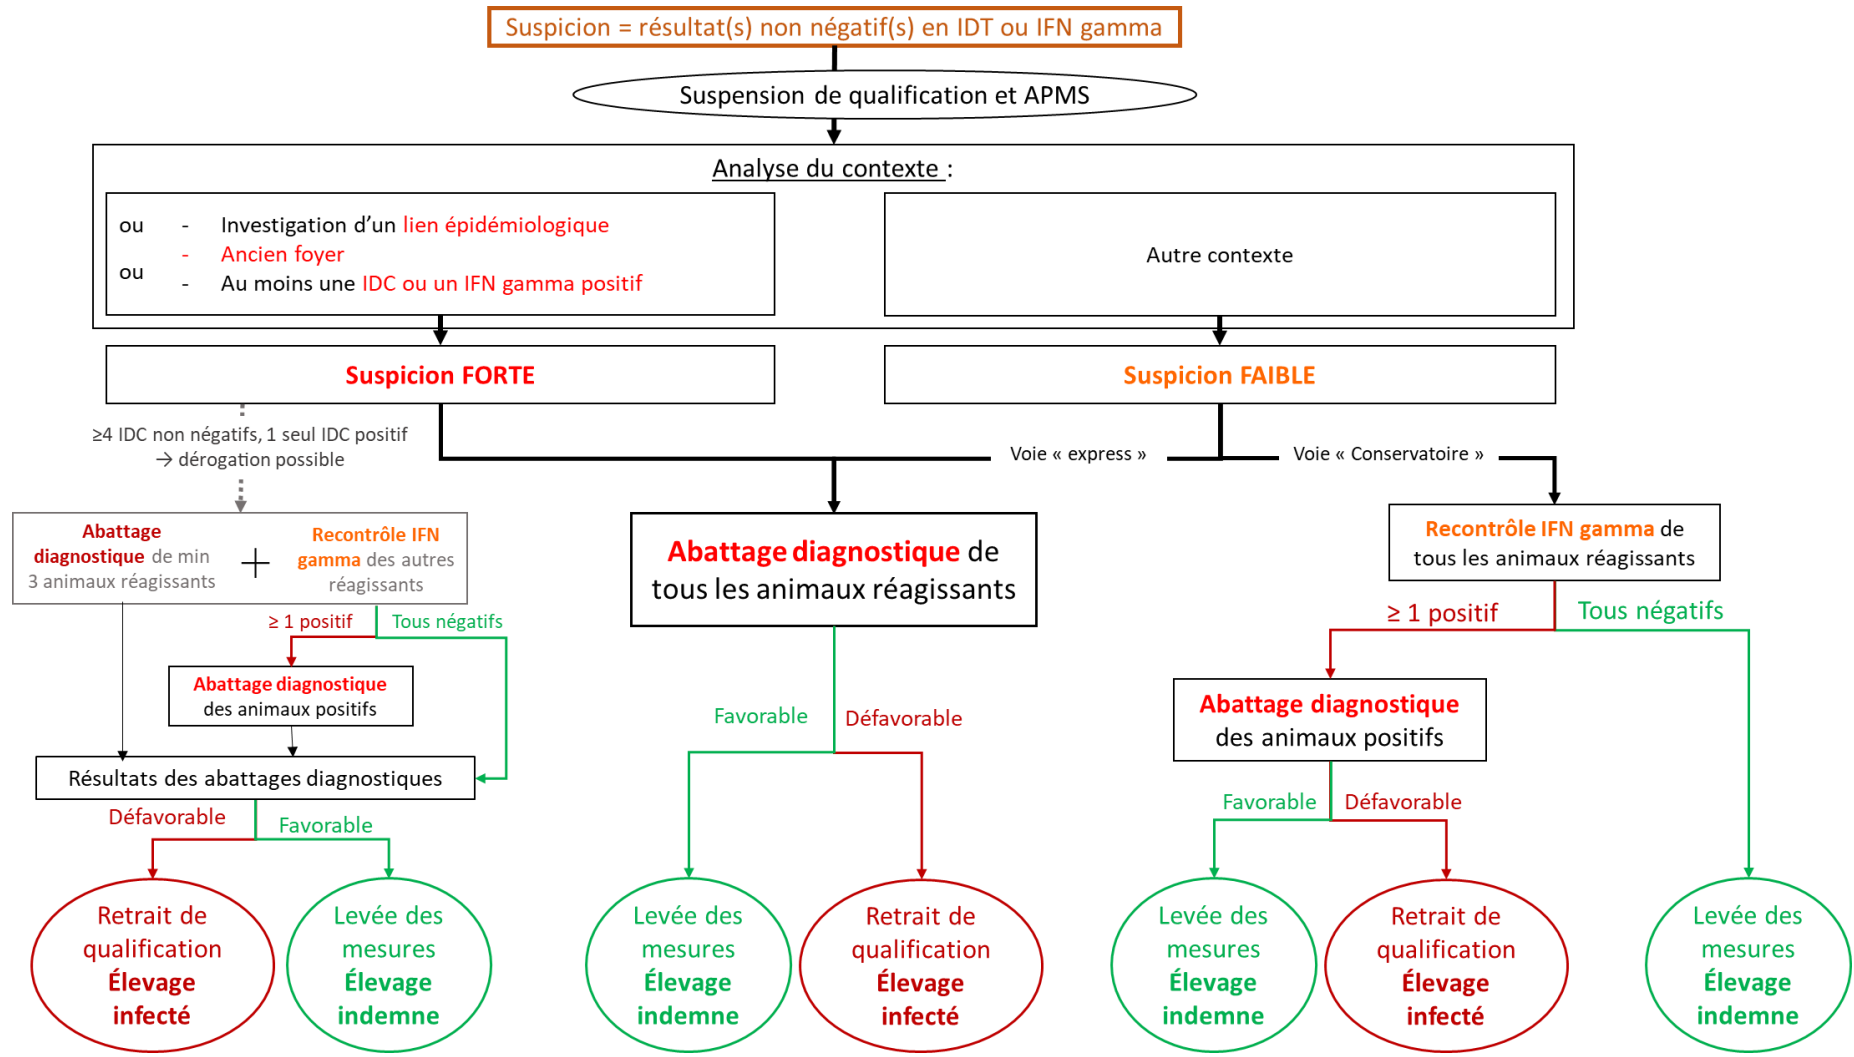 Suspicion = résultat(s) non négatif(s) en IDT ou IFN gamma
Suspension de qualification et APMS
Analyse du contexte :
ou - Investigation d’un lien épidémiologique
- Ancien foyer
ou
- Au moins une IDC ou un IFN gamma positif
Autre contexte
Suspicion FORTE
Suspicion FAIBLE
≥4 IDC non négatifs, 1 seul IDC positif
→ dérogation possible
Voie « express »
Voie « Conservatoire »
Abattage
diagnostique de min
3 animaux réagissants
+
Recontrôle IFN
gamma des autres
réagissants
Abattage diagnostique de
tous les animaux réagissants
Recontrôle IFN gamma de
tous les animaux réagissants
≥ 1 positif
Tous négatifs
≥ 1 positif
Tous négatifs
Abattage diagnostique
des animaux positifs
Abattage diagnostique
des animaux positifs
Favorable
Défavorable
Résultats des abattages diagnostiques
Défavorable
Favorable
Favorable
Défavorable
Retrait de
qualification
Élevage
infecté
Levée des
mesures
Élevage
indemne
Levée des
mesures
Élevage
indemne
Retrait de
qualification
Élevage
infecté
Levée des
mesures
Élevage
indemne
Retrait de
qualification
Élevage
infecté
Levée des
mesures
Élevage
indemne